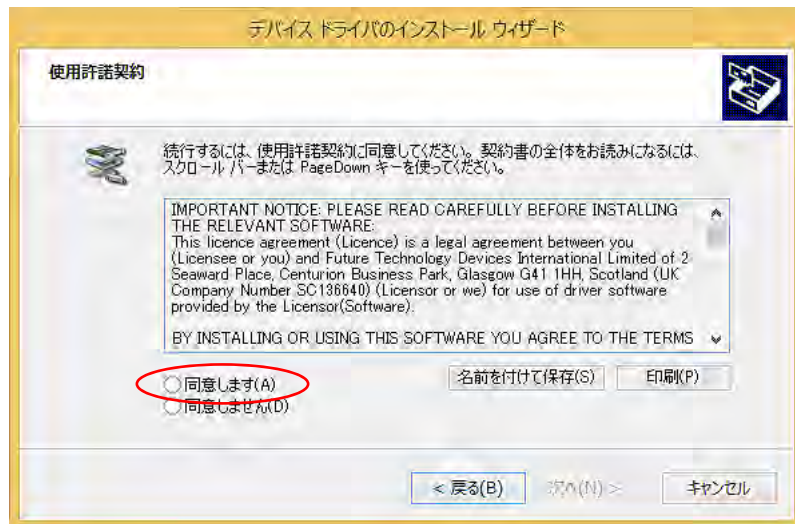 デバイス ドライバのインストール ウィザード
使用許諾契約
続行するには、使用許諾契約に同意してください。契約書の全体をお読みになるには、
スクロール バーまたは PageDown キーを使ってください。
IMPORTANT NOTICE: PLEASE READ CAREFULLY BEFORE INSTALLING
THE RELEVANT SOFTWARE:
This licence agreement (Licence) is a legal agreement between you
(Licensee or you) and Future Technology Devices International Limited of 2
Seaward Place, Centurion Business Park, Glasgow G41 1HH, Scotland (UK
Company Number SC136640) (Licensor or we) for use of driver software
provided by the Licensor(Software).
BY INSTALLING OR USING THIS SOFTWARE YOU AGREE TO THE TERMS
同意します(A)
名前を付けて保存(S) 印刷(P)
同意しません(D)
< 戻る(B) 次へ(N) > キャンセル